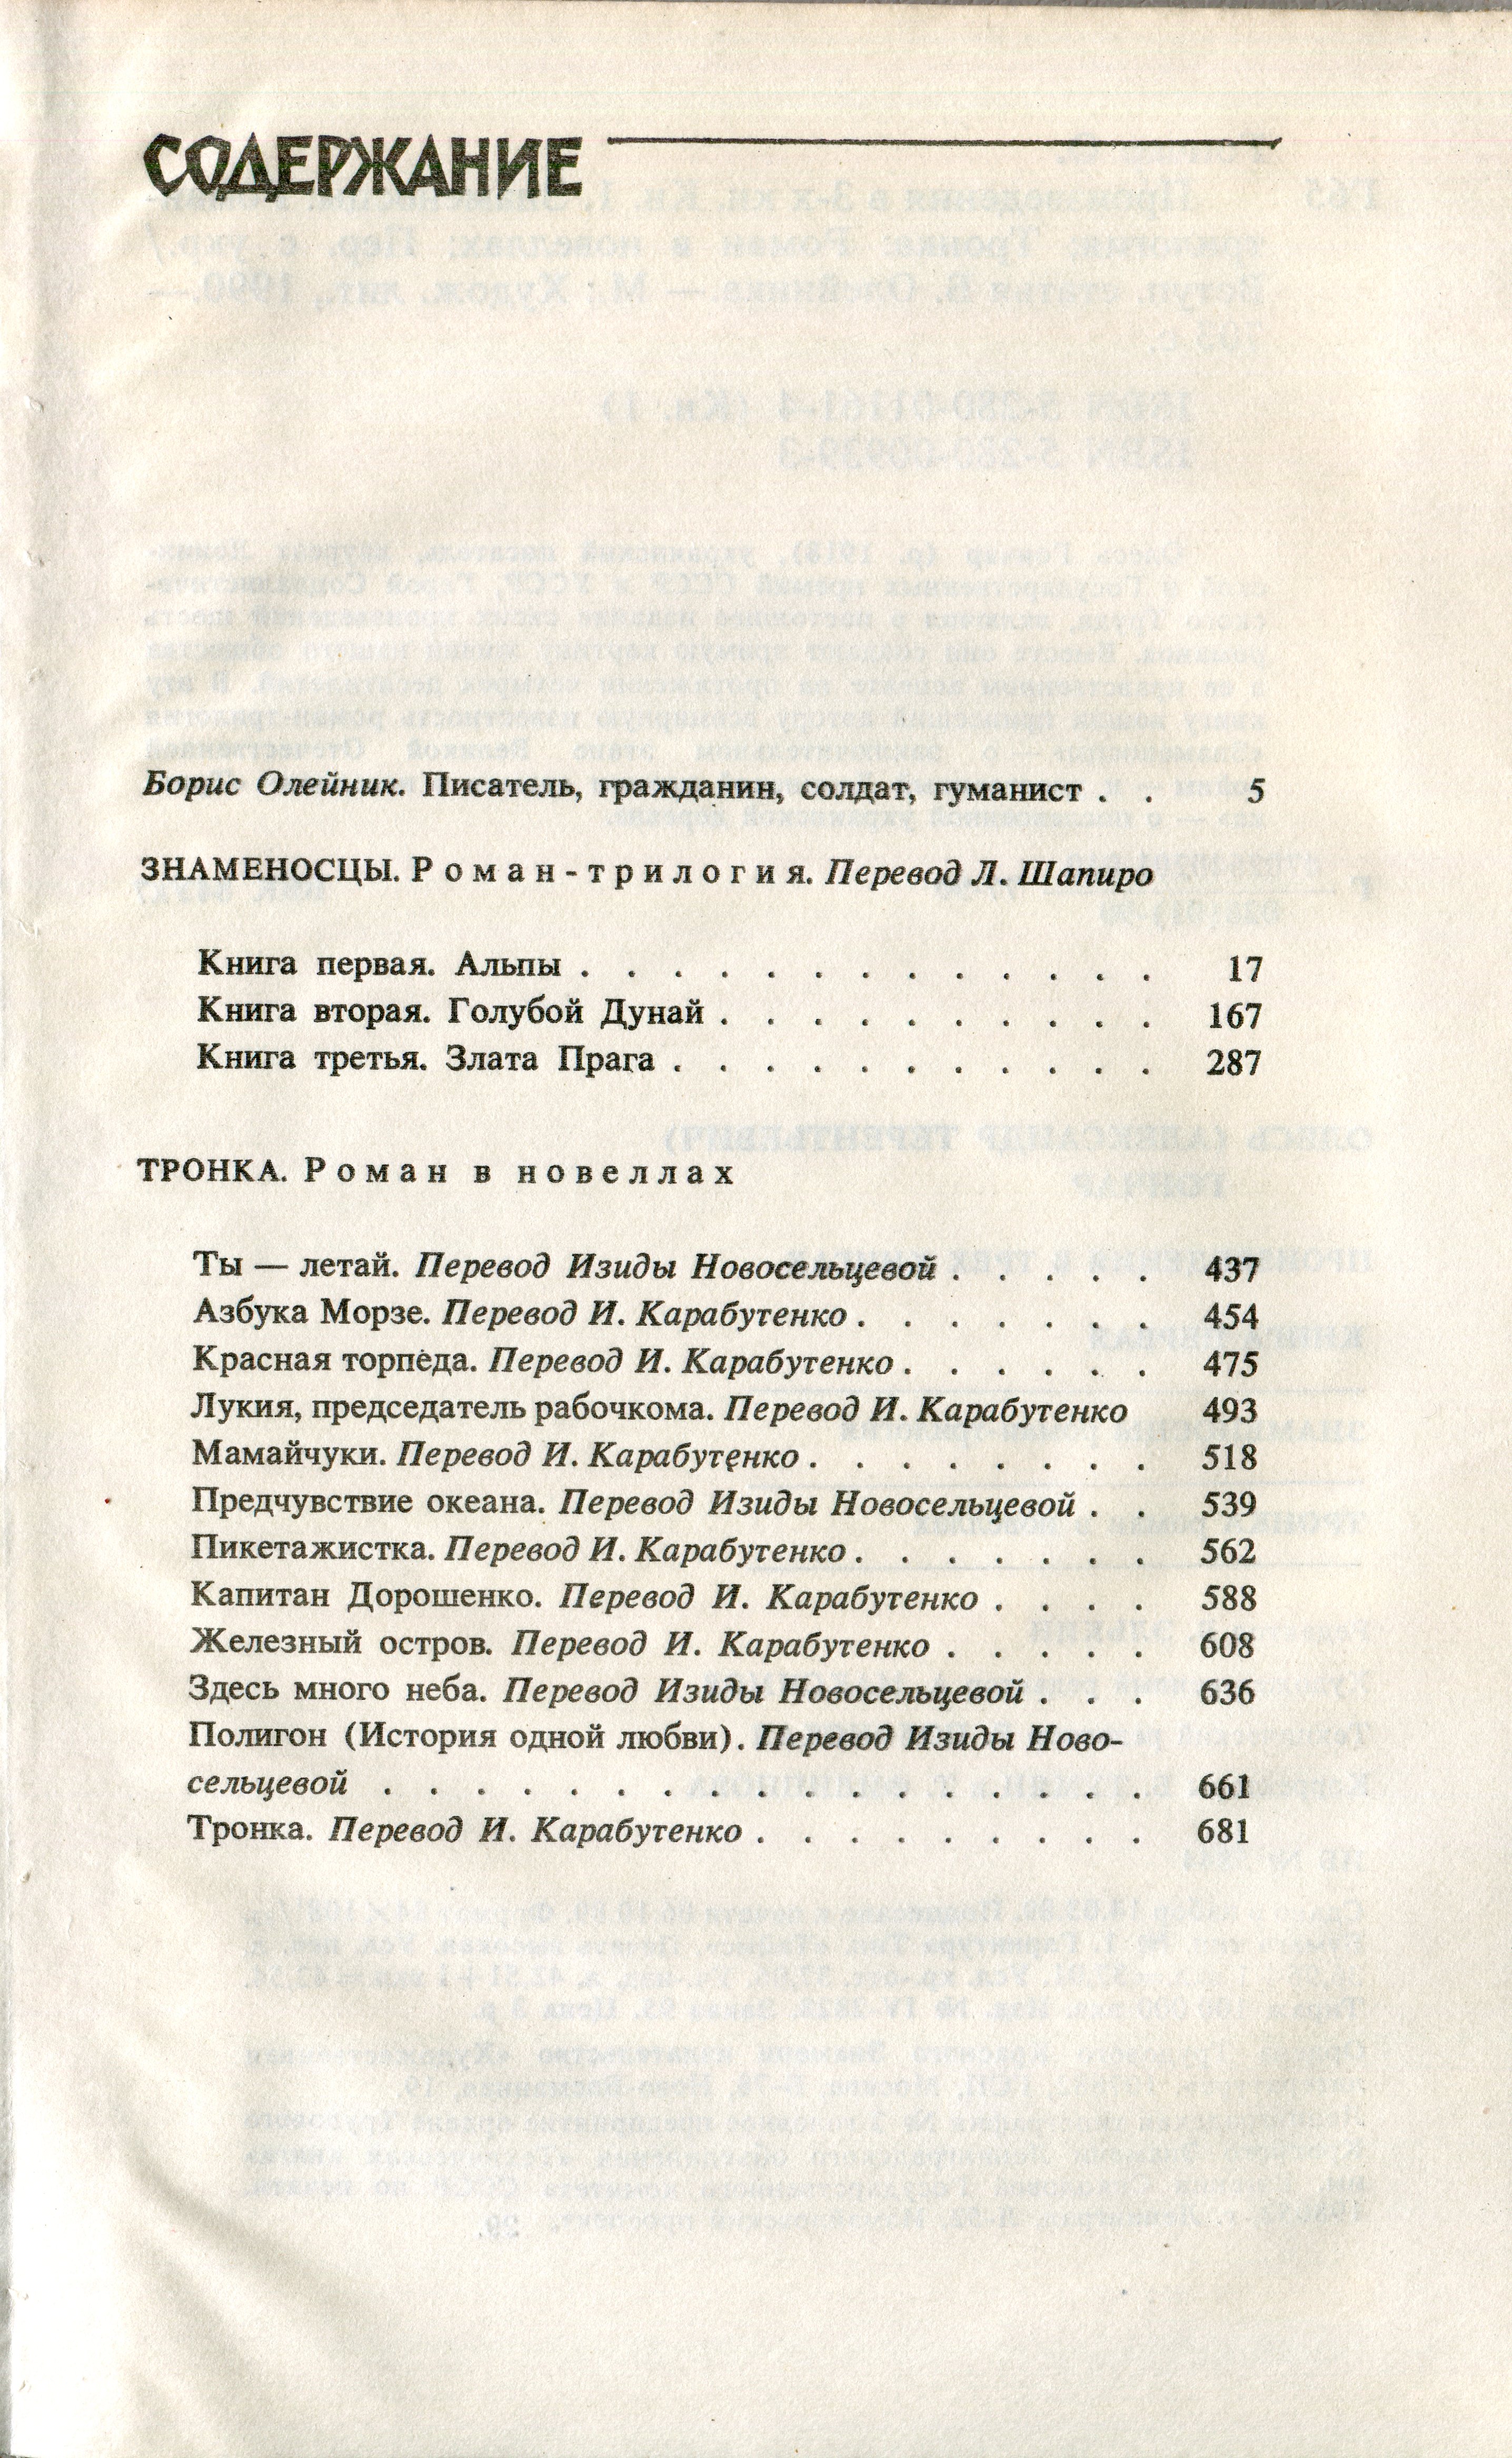 СОДЕРЖАНИЕ
Борис Олейник. Писатель, гражданин, солдат, гуманист . . 5
ЗНАМЕНОСЦЫ. Роман-трилогия. Перевод Л. Шапиро
Книга первая. Альпы . . . . . . . . . . . . . 17
Книга вторая. Голубой Дунай . . . . . . . . . . 167
Книга третья. Злата Прага . . . . . . . . . . . 287
ТРОНКА. Роман в новеллах
Ты — летай. Перевод Изиды Новосельцевой . . . . . 437
Азбука Морзе. Перевод И. Карабутенко . . . . . . . 454
Красная торпеда. Перевод И. Карабутенко . . . . . . 475
Лукия, председатель рабочкома. Перевод И. Карабутенко 493
Мамайчуки. Перевод И. Карабутенко . . . . . . . . 518
Предчувствие океана. Перевод Изиды Новосельцевой . . 539
Пикетажистка. Перевод И. Карабутенко . . . . . . . 562
Капитан Дорошенко. Перевод И. Карабутенко . . . . 588
Железный остров. Перевод И. Карабутенко . . . . . 608
Здесь много неба. Перевод Изиды Новосельцевой . . . 636
Полигон (История одной любви). Перевод Изиды Ново-
сельцевой . . . . . . . . . . . . . . . . . 661
Тронка. Перевод И. Карабутенко . . . . . . . . . 681